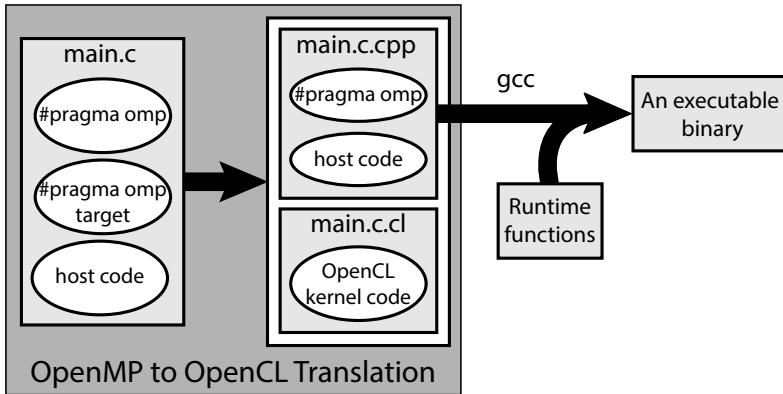 main.c
#pragma omp
#pragma omp
target
host code
main.c.cpp
#pragma omp
host code
main.c.cl
OpenCL
kernel code
OpenMP to OpenCL Translation
gcc
Runtime
functions
An executable
binary